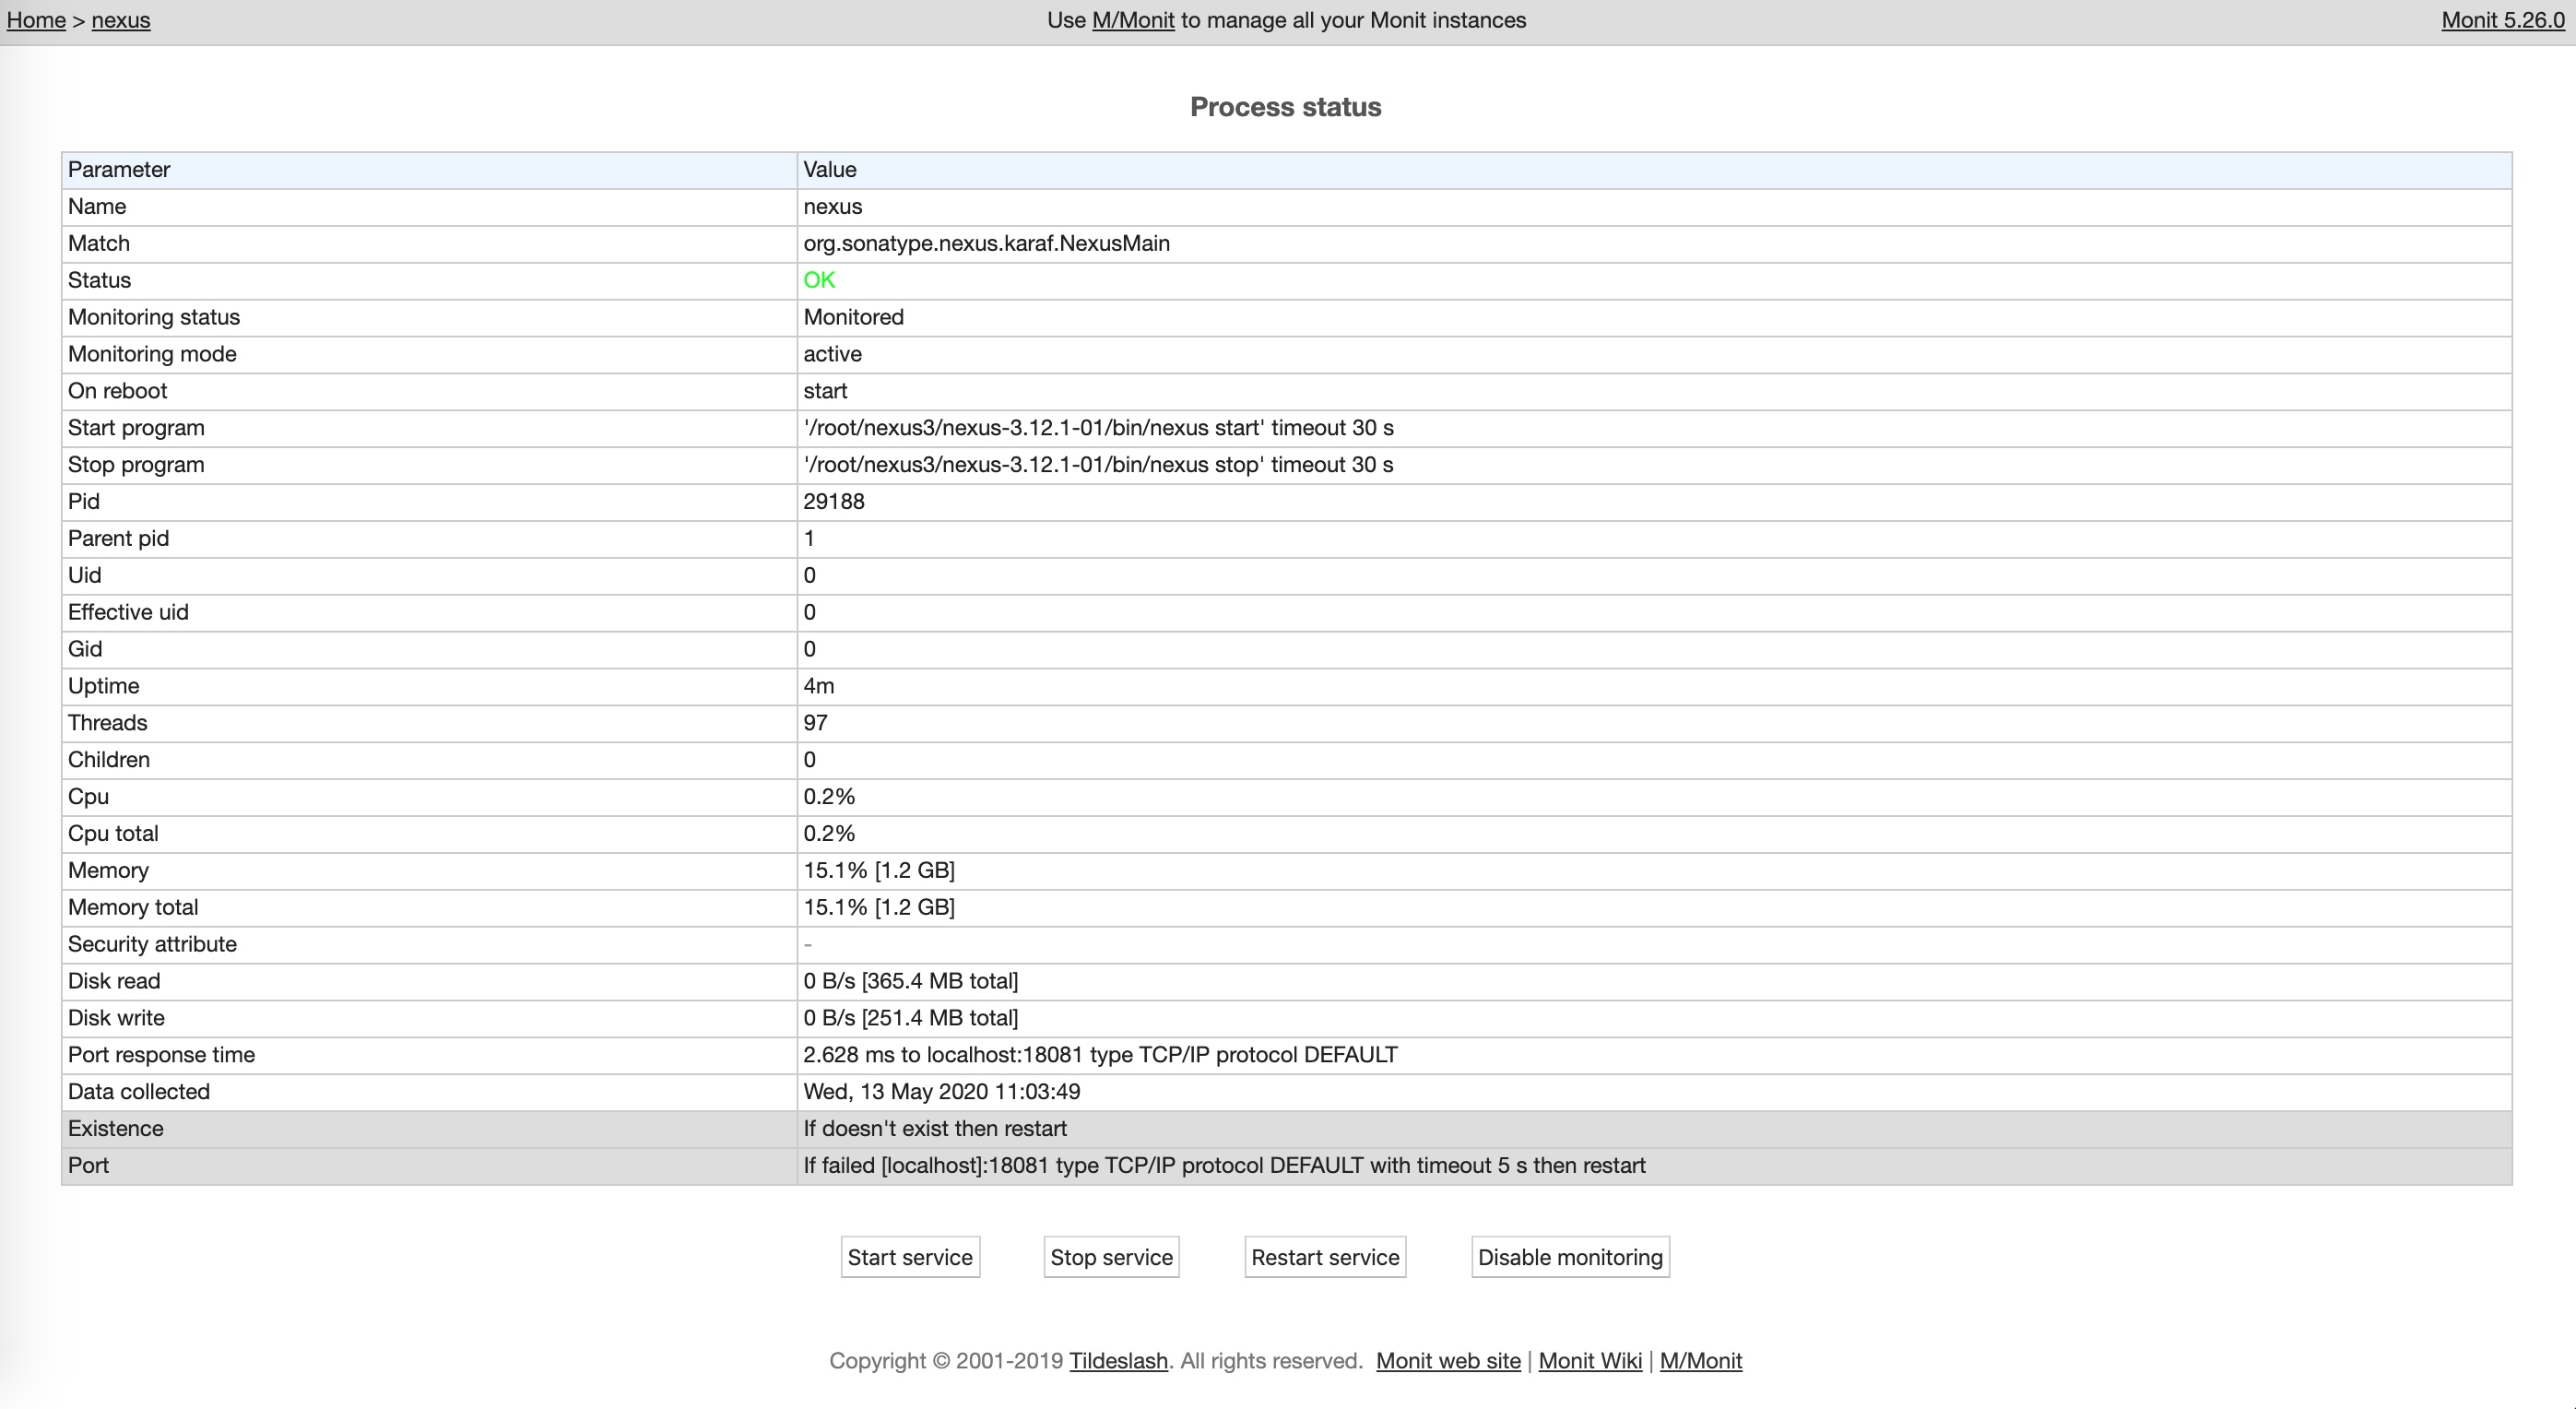 Home > nexus Use M/Monit to manage all your Monit instances Monit 5.26.0
Process status
Parameter Value
Name nexus
Match org.sonatype.nexus.karaf.NexusMain
Status OK
Monitoring status Monitored
Monitoring mode active
On reboot start
Start program '/root/nexus3/nexus-3.12.1-01/bin/nexus start' timeout 30 s
Stop program '/root/nexus3/nexus-3.12.1-01/bin/nexus stop' timeout 30 s
Pid 29188
Parent pid 1
Uid 0
Effective uid 0
Gid 0
Uptime 4m
Threads 97
Children 0
Cpu 0.2%
Cpu total 0.2%
Memory 15.1% [1.2 GB]
Memory total 15.1% [1.2 GB]
Security attribute -
Disk read 0 B/s [365.4 MB total]
Disk write 0 B/s [251.4 MB total]
Port response time 2.628 ms to localhost:18081 type TCP/IP protocol DEFAULT
Data collected Wed, 13 May 2020 11:03:49
Existence If doesn't exist then restart
Port If failed [localhost]:18081 type TCP/IP protocol DEFAULT with timeout 5 s then restart
Start service Stop service Restart service Disable monitoring
Copyright © 2001-2019 Tildeslash. All rights reserved. Monit web site | Monit Wiki | M/Monit